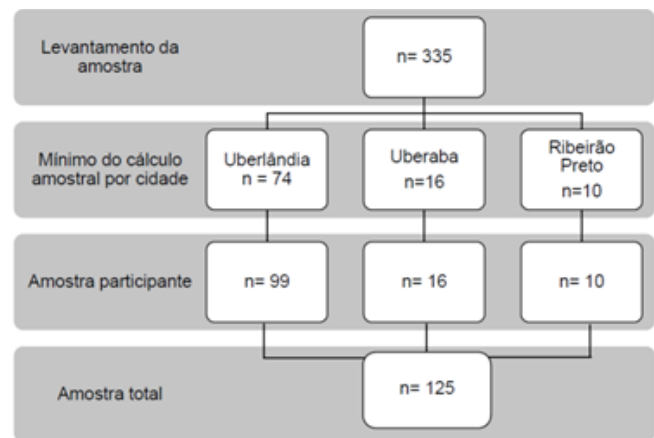 Levantamento da
amostra
n= 335
Mínimo do cálculo
amostral por cidade
Uberlândia
n = 74
Uberaba
n=16
Ribeirão
Preto
n=10
Amostra participante
n= 99
n= 16
n= 10
Amostra total
n= 125